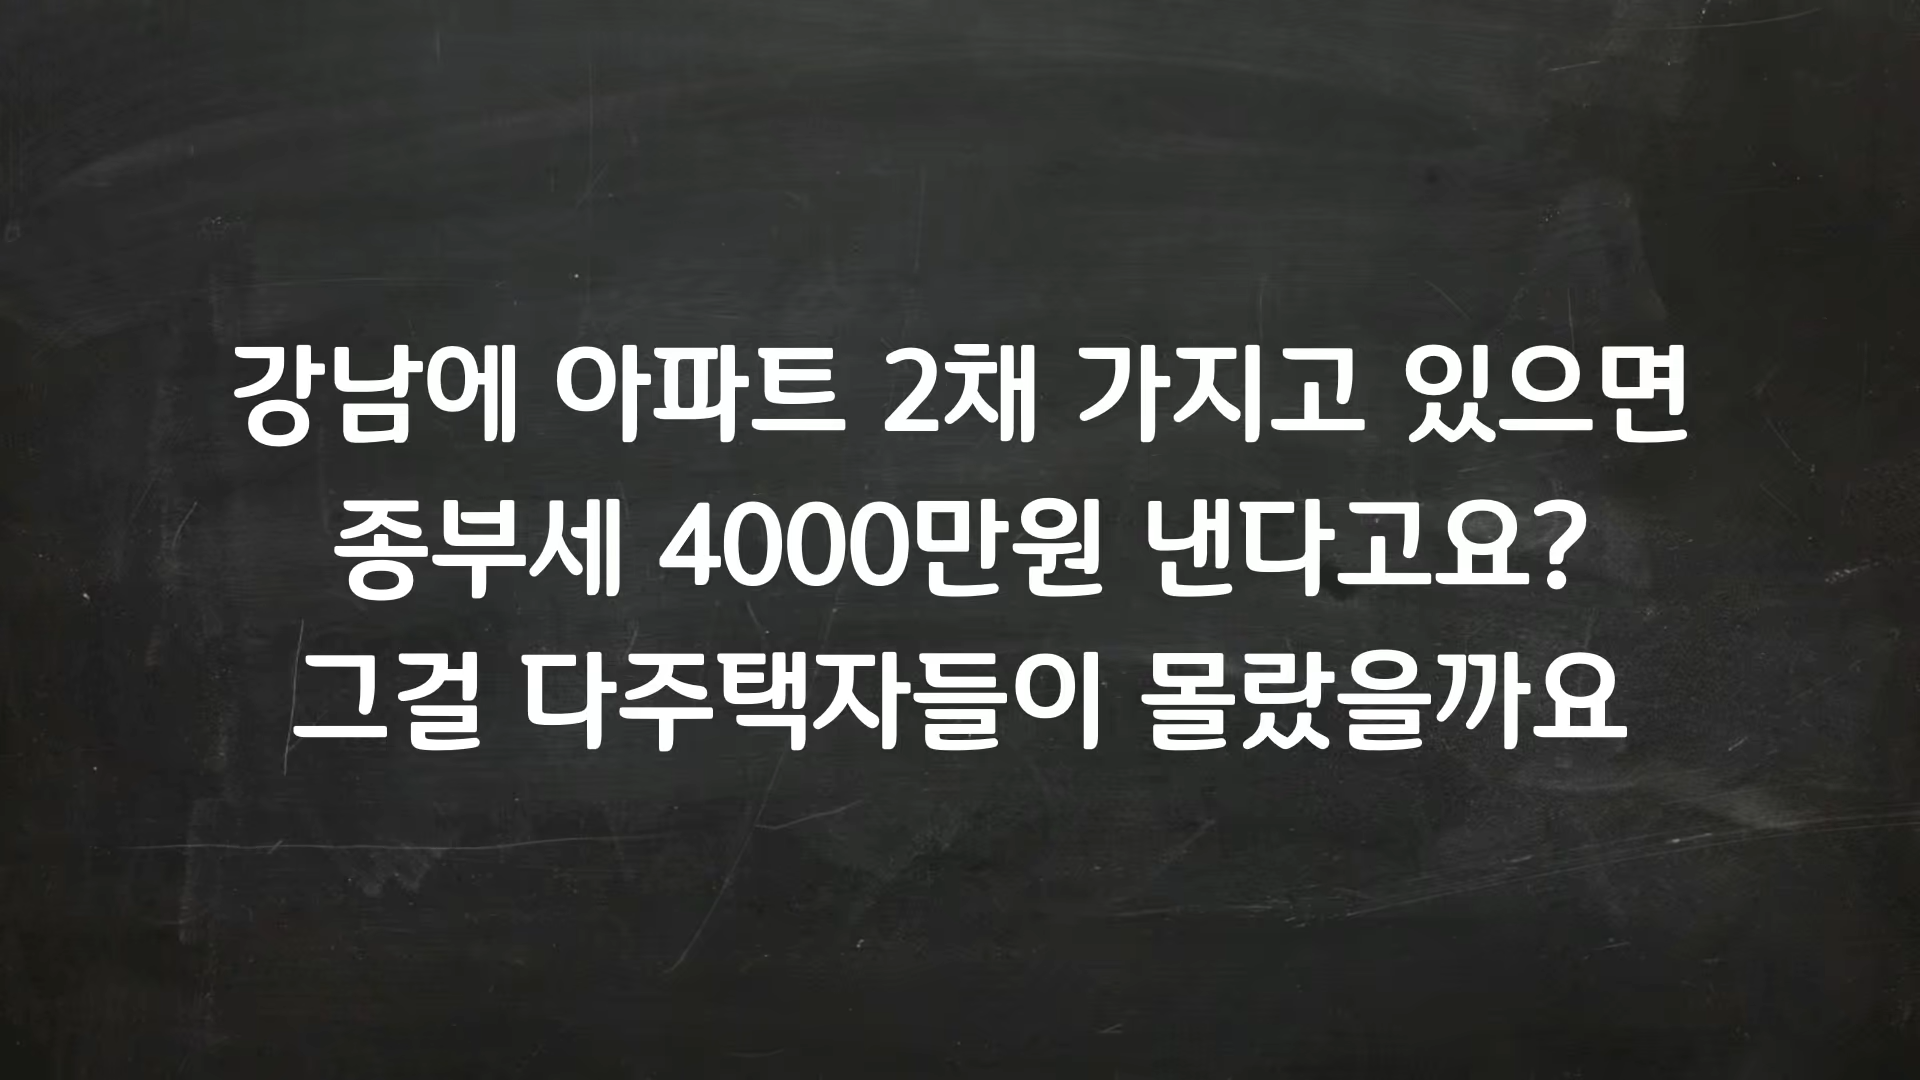 강남에 아파트 2채 가지고 있으면
종부세 4000만원 낸다고요?
그걸 다주택자들이 몰랐을까요